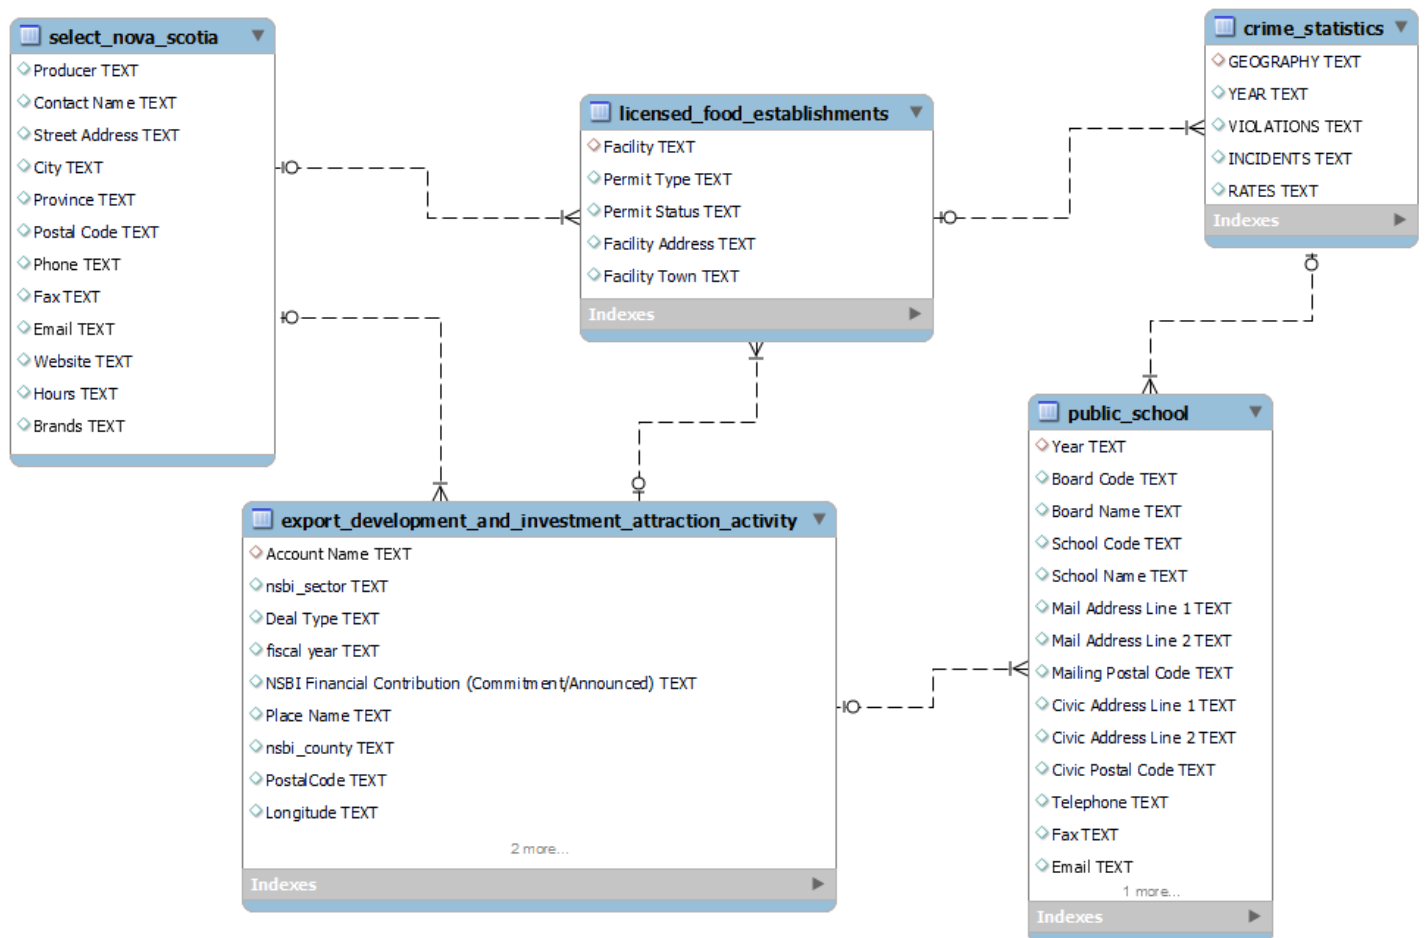 select_nova_scotia
Producer TEXT
Contact Name TEXT
Street Address TEXT
City TEXT
Province TEXT
Postal Code TEXT
Phone TEXT
Fax TEXT
Email TEXT
Website TEXT
Hours TEXT
Brands TEXT
licensed_food_establishments
Facility TEXT
Permit Type TEXT
Permit Status TEXT
Facility Address TEXT
Facility Town TEXT
Indexes
crime_statistics
GEOGRAPHY TEXT
YEAR TEXT
VIOLATIONS TEXT
INCIDENTS TEXT
RATES TEXT
Indexes
export_development_and_investment_attraction_activity
Account Name TEXT
nsbi_sector TEXT
Deal Type TEXT
fiscal year TEXT
NSBI Financial Contribution (Commitment/Announced) TEXT
Place Name TEXT
nsbi_county TEXT
PostalCode TEXT
Longitude TEXT
2 more...
Indexes
public_school
Year TEXT
Board Code TEXT
Board Name TEXT
School Code TEXT
School Name TEXT
Mail Address Line 1 TEXT
Mail Address Line 2 TEXT
Mailing Postal Code TEXT
Civic Address Line 1 TEXT
Civic Address Line 2 TEXT
Civic Postal Code TEXT
Telephone TEXT
Fax TEXT
Email TEXT
1 more...
Indexes